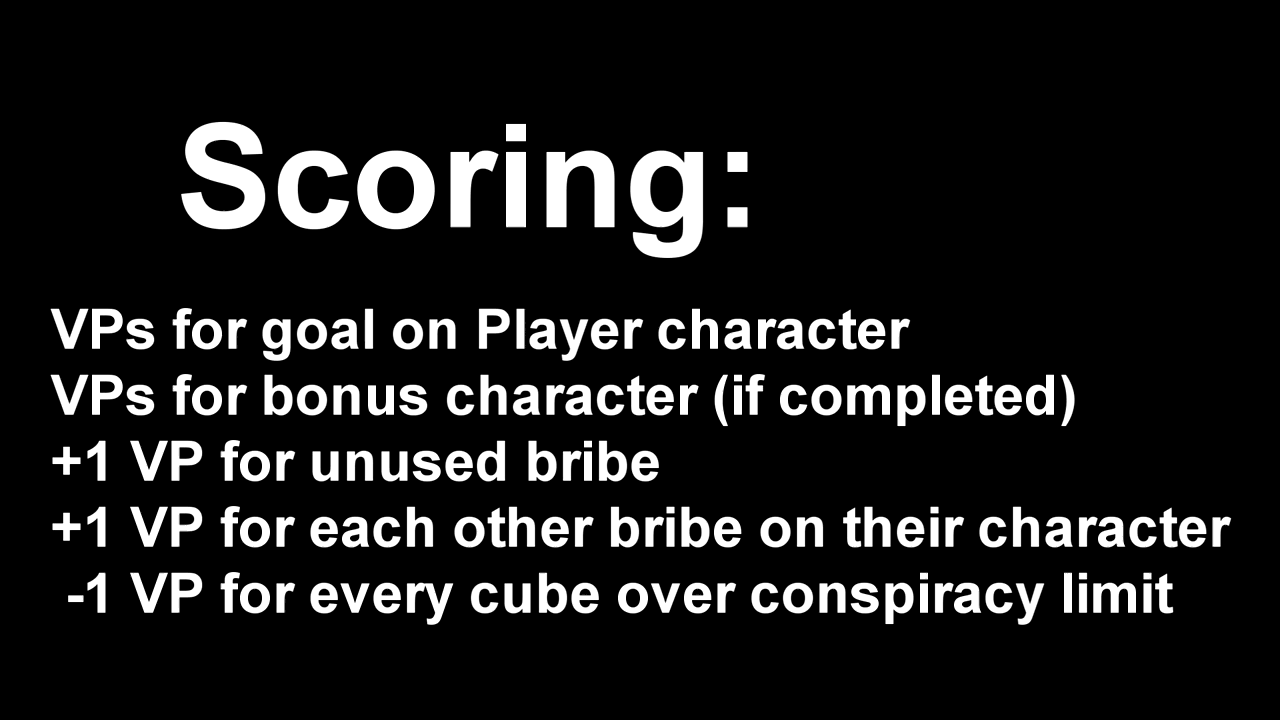 Scoring:
VPs for goal on Player character
VPs for bonus character (if completed)
+1 VP for unused bribe
+1 VP for each other bribe on their character
-1 VP for every cube over conspiracy limit